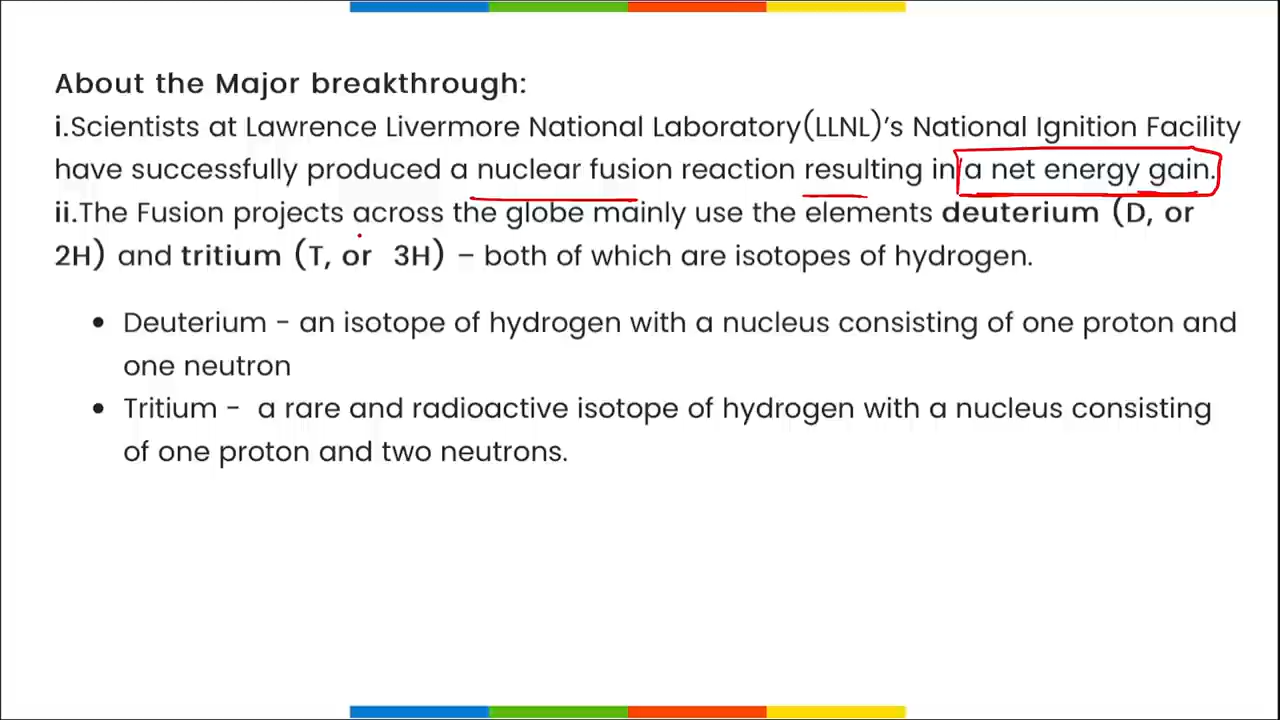 About the Major breakthrough:
i.Scientists at Lawrence Livermore National Laboratory(LLNL)’s National Ignition Facility
have successfully produced a nuclear fusion reaction resulting in a net energy gain.
ii.The Fusion projects across the globe mainly use the elements deuterium (D, or
2H) and tritium (T, or 3H) – both of which are isotopes of hydrogen.
• Deuterium - an isotope of hydrogen with a nucleus consisting of one proton and
one neutron
• Tritium - a rare and radioactive isotope of hydrogen with a nucleus consisting
of one proton and two neutrons.